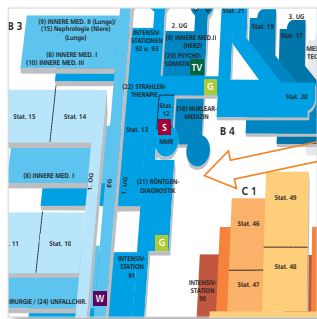 B 3
(9) INNERE MED. II (Lunge)/
(15) Nephrologie (Niere)
(Lunge)
(8) INNERE MED. I
(10) INNERE MED. III
INTENSIV-
STATIONEN
92 u. 93
2. UG
(9) INNERE MED.II
(HERZ)
(20) PSYCHO-
SOMATIK
TV
Stat. 21
Stat. 19
3. UG
Stat. 17
G
Stat. 20
(22) STRAHLEN-
THERAPIE
Stat.
12
(18) NUKLEAR-
MEDIZIN
B 4
Stat. 15
Stat. 14
Stat. 13
S
NMR
(8) INNERE MED. I
1. OG
EG
1. UG
(21) RÖNTGEN-
DIAGNOSTIK
C 1
Stat. 49
Stat. 46
. 11
Stat. 10
G
INTENSIV-
STATION
91
Stat. 48
Stat. 47
INTENSIV-
STATION
90
IRURGIE / (24) UNFALLCHIR.
W